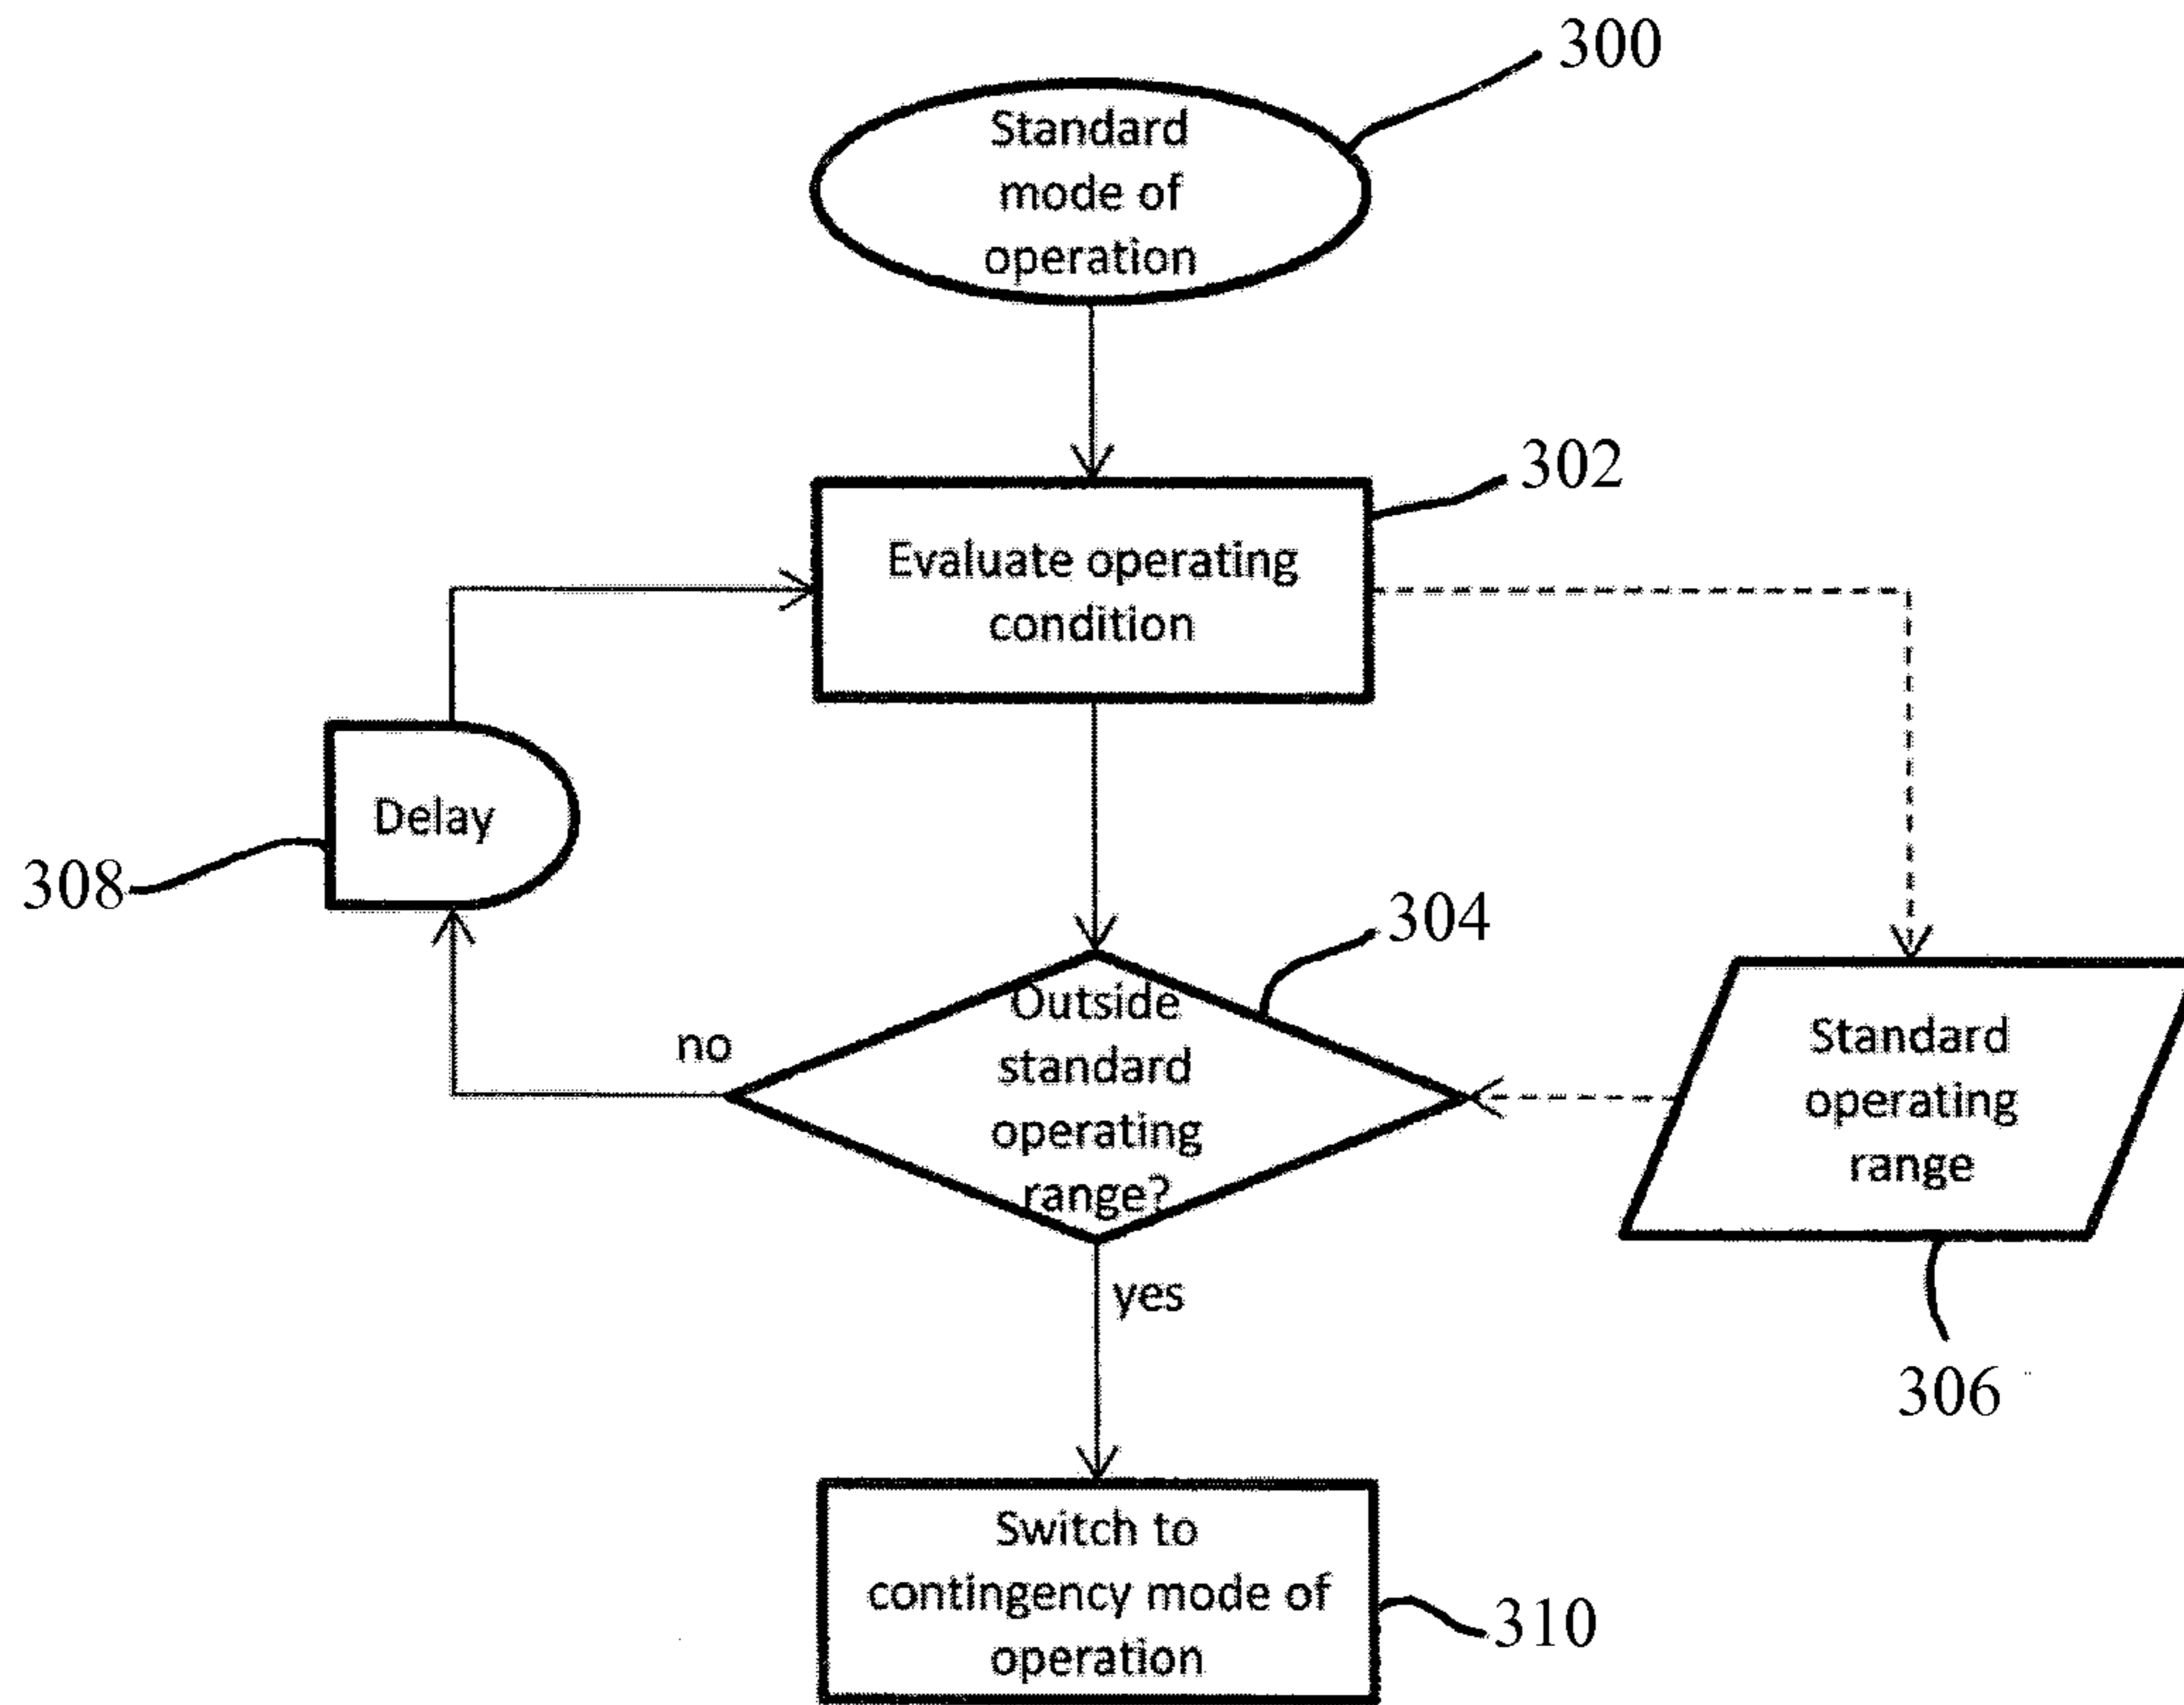 300
Standard
mode of
operation
302
Evaluate operating
condition
Delay
308
304
Outside
standard
operating
range?
no
Standard
operating
range
yes
306
Switch to
contingency mode of
operation
310